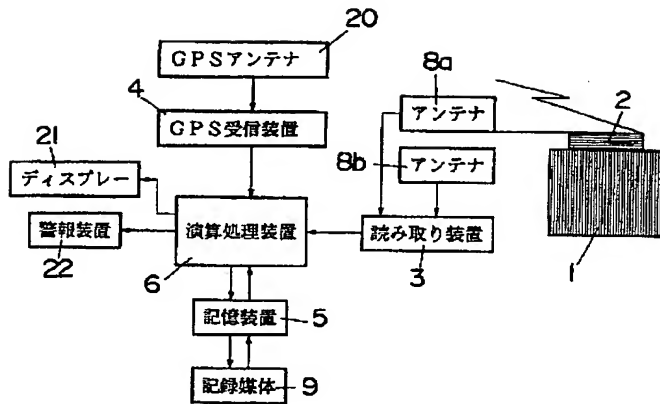 20
GPSアンテナ
8a
4
アンテナ
2
GPS受信装置
21
8b
アンテナ
ディスプレー
警報装置
演算処理装置
読み取り装置
22
6
3
1
記憶装置
5
記録媒体
9